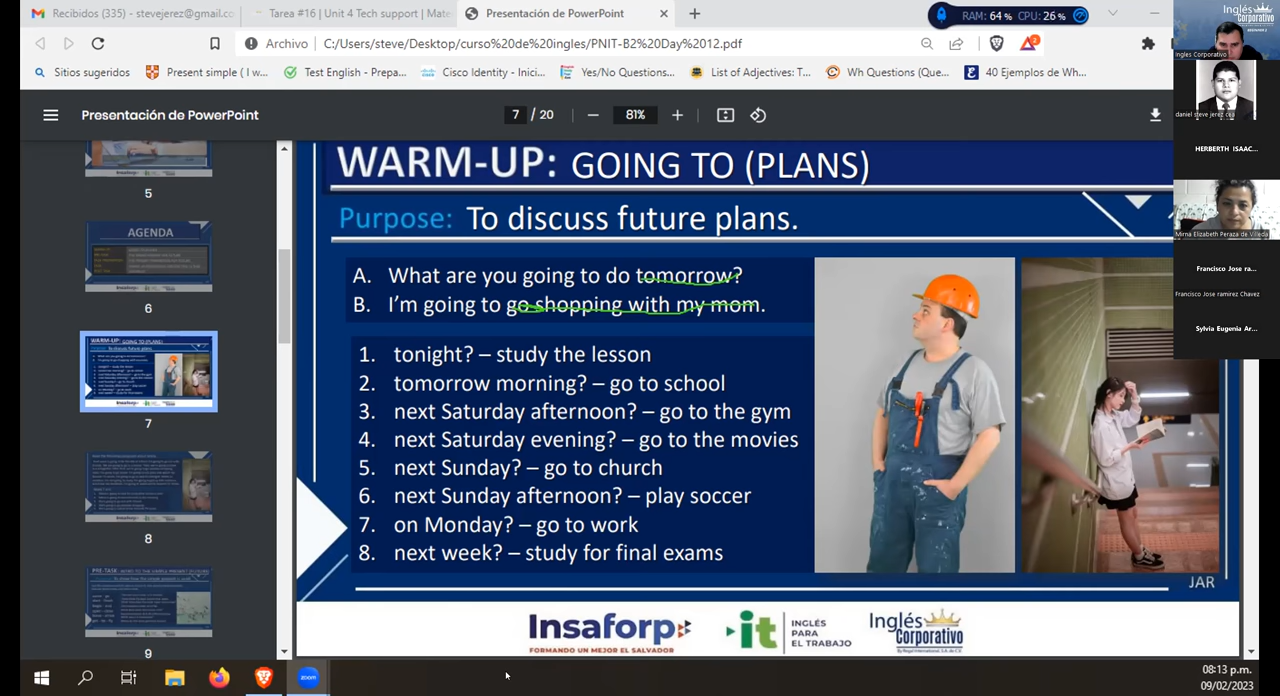 Recibidos (335) - stevejerez@gmail.co
Tarea #16 | Unit 4 Tech support | Mate
Presentación de PowerPoint
RAM: 64 % CPU: 26 %
Archivo
C:/Users/steve/Desktop/curso%20de%20ingles/PNIT-B2%20Day%2012.pdf
2
Sitios sugeridos
Present simple ( I w...
Test English - Prepa...
Cisco Identity - Inici...
Yes/No Questions...
List of Adjectives: T...
Wh Questions (Que...
40 Ejemplos de Wh...
Presentación de PowerPoint
7 / 20
81%
5
AGENDA
6
7
8
9
WARM-UP: GOING TO (PLANS)
Purpose: To discuss future plans.
A. What are you going to do tomorrow?
B. I'm going to go shopping with my mom.
1. tonight? – study the lesson
2. tomorrow morning? – go to school
3. next Saturday afternoon? – go to the gym
4. next Saturday evening? – go to the movies
5. next Sunday? – go to church
6. next Sunday afternoon? – play soccer
7. on Monday? – go to work
8. next week? – study for final exams
JAR
Insaforp
FORMANDO UN MEJOR EL SALVADOR
it
INGLÉS
PARA
EL TRABAJO
Inglés
Corporativo
Inglés
Corporativo
Ingles Corporativo
daniel steve jerez cea
HERBERTH ISAAC...
Mirna Elizabeth Peraza de Villeda
Francisco Jose ra...
Francisco Jose ramirez Chavez
Sylvia Eugenia Ar...
zoom
08:13 p.m.
09/02/2023